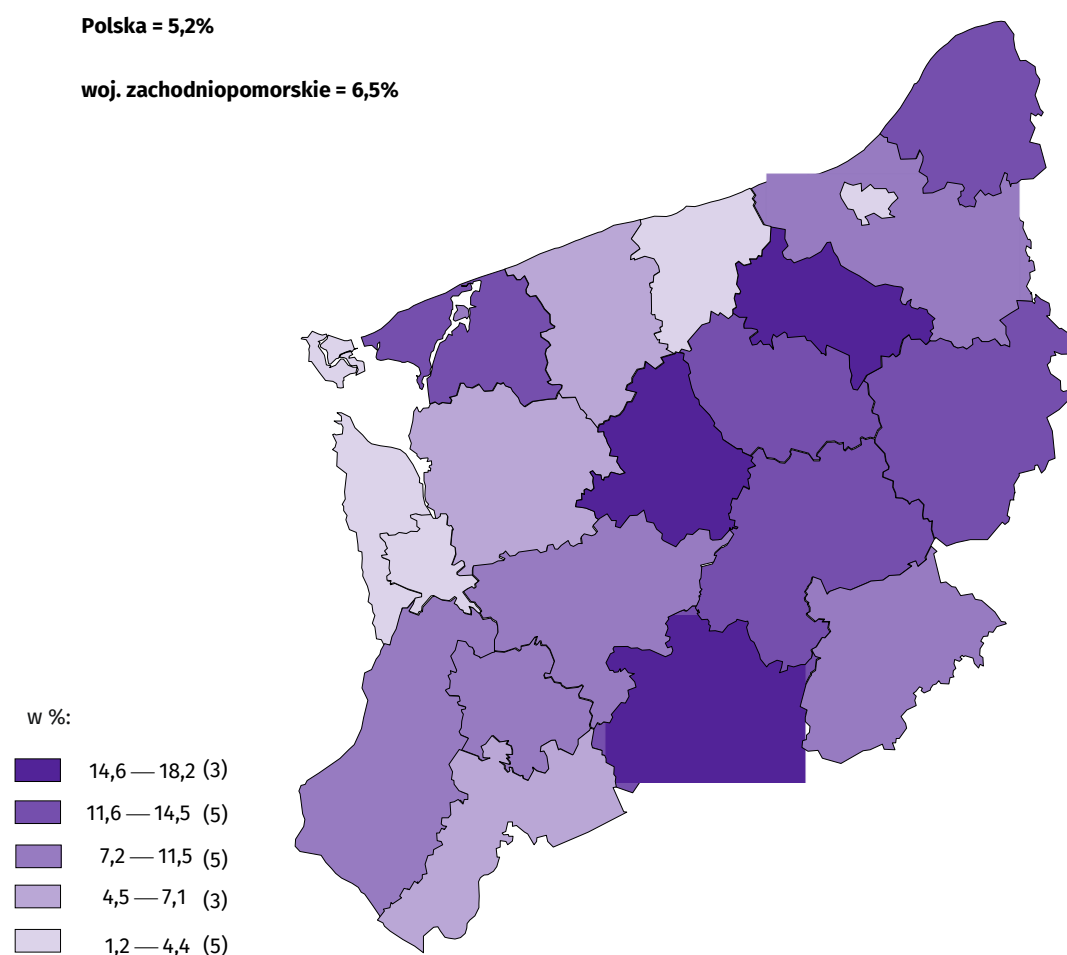 Polska = 5,2%
woj. zachodniopomorskie = 6,5%
w %:
14,6 — 18,2 (3)
11,6 — 14,5 (5)
7,2 — 11,5 (5)
4,5 — 7,1 (3)
1,2 — 4,4 (5)